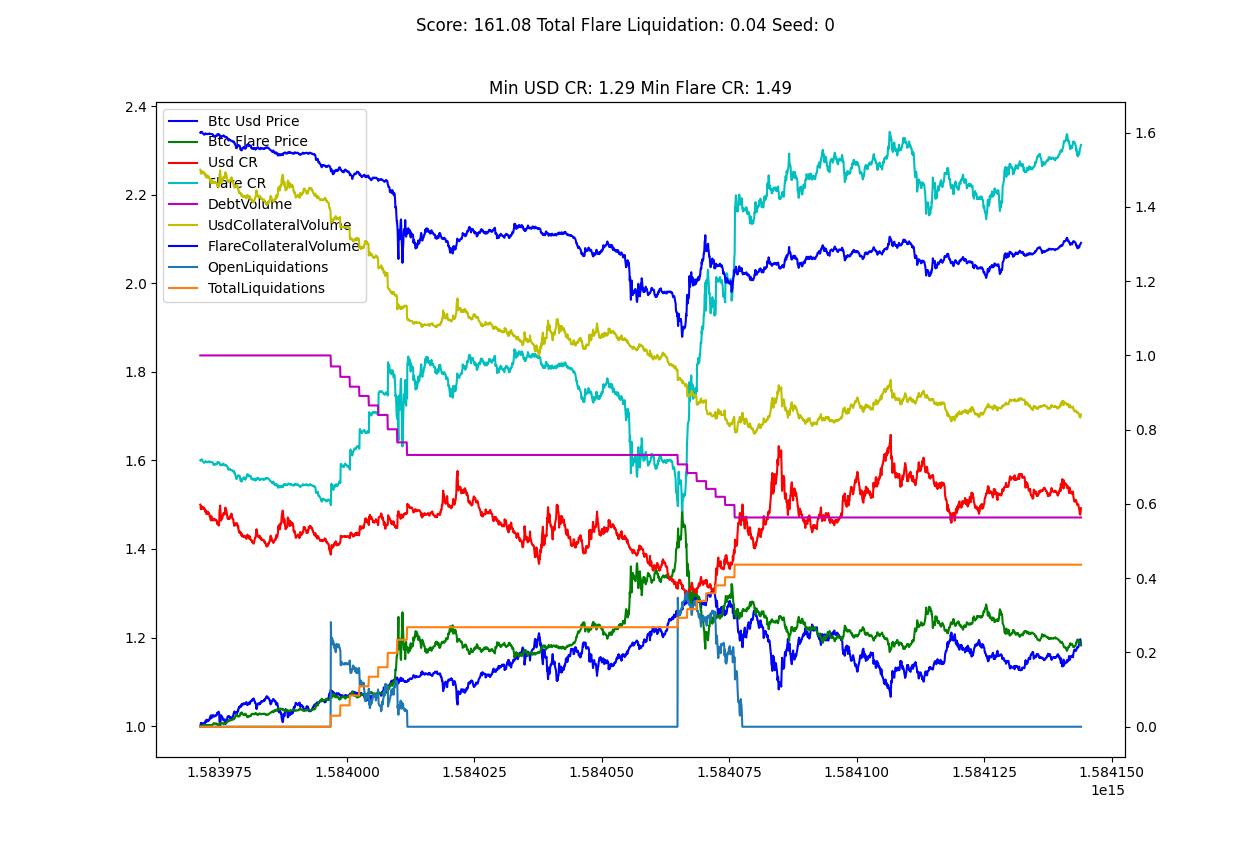 Score: 161.08 Total Flare Liquidation: 0.04 Seed: 0
Min USD CR: 1.29 Min Flare CR: 1.49
Btc Usd Price
Btc Flare Price
Usd CR
Flare CR
DebtVolume
UsdCollateralVolume
FlareCollateralVolume
OpenLiquidations
TotalLiquidations
2.4
2.2
2.0
1.8
1.6
1.4
1.2
1.0
1.6
1.4
1.2
1.0
0.8
0.6
0.4
0.2
0.0
1.583975 1.584000 1.584025 1.584050 1.584075 1.584100 1.584125 1.584150
1e15